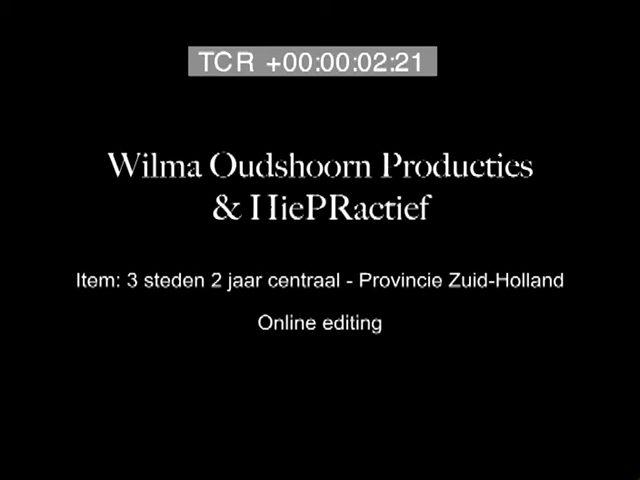 TCR +00:00:02:21
Wilma Oudshoorn Producties
& HiePRactief
Item: 3 steden 2 jaar centraal - Provincie Zuid-Holland
Online editing